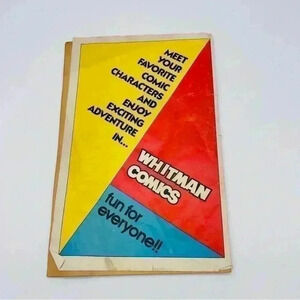 MEET
YOUR
FAVORITE
COMIC
CHARACTERS
AND
ENJOY
EXCITING
ADVENTURE
IN...
WHITMAN
COMICS
fun for
everyone!!